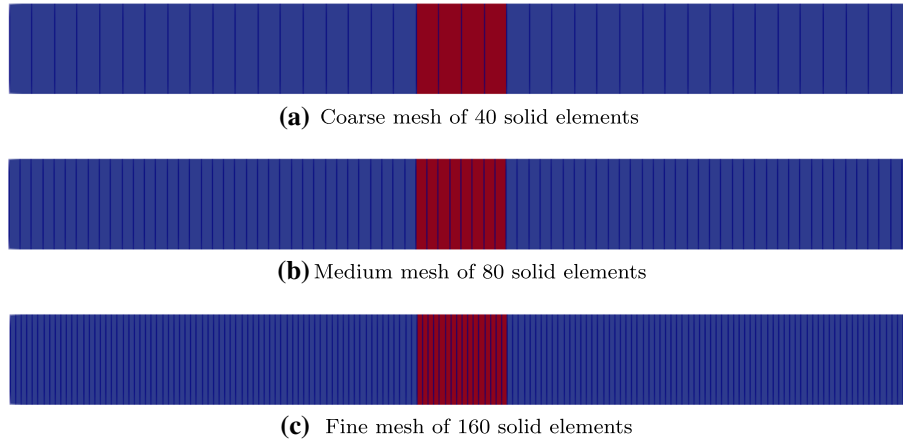 (a) Coarse mesh of 40 solid elements
(b) Medium mesh of 80 solid elements
(c) Fine mesh of 160 solid elements